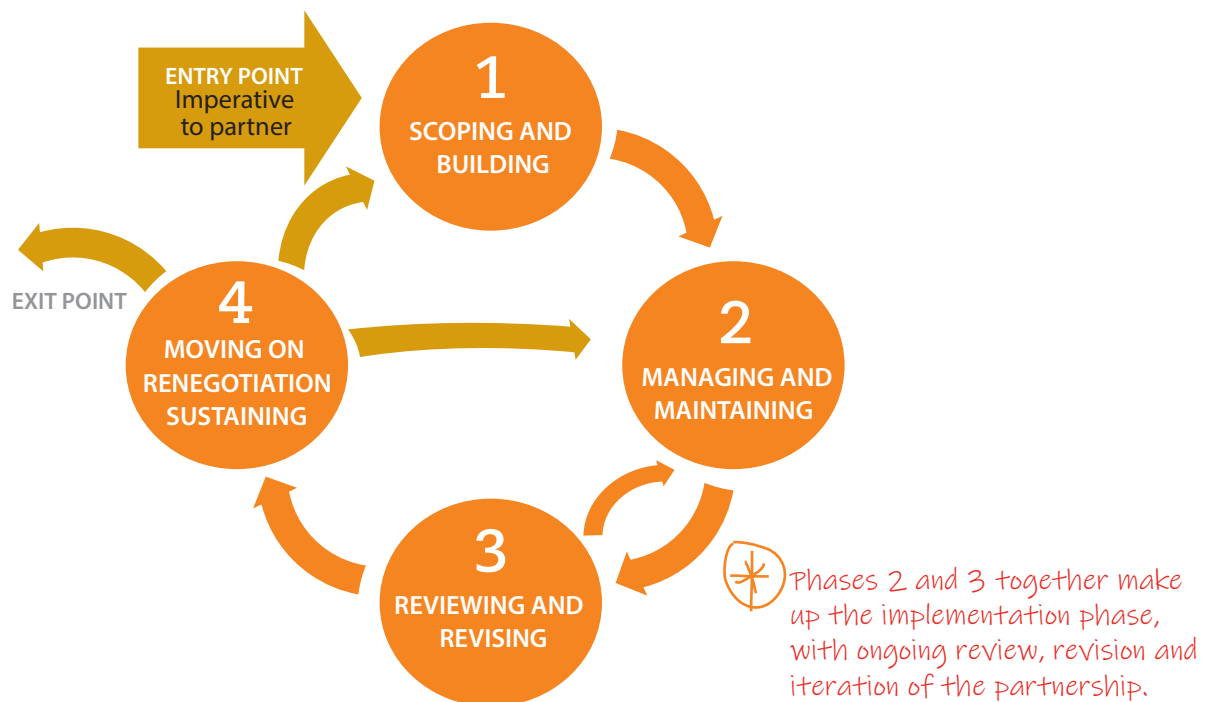 ENTRY POINT
Imperative
to partner
1
SCOPING AND
BUILDING
EXIT POINT
4
MOVING ON
RENEGOTIATION
SUSTAINING
2
MANAGING AND
MAINTAINING
3
REVIEWING AND
REVISING
Phases 2 and 3 together make
up the implementation phase,
with ongoing review, revision and
iteration of the partnership.